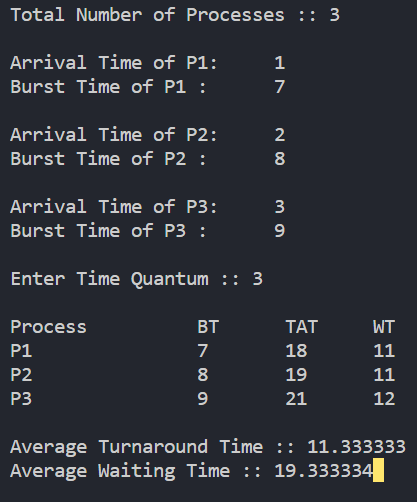 Total Number of Processes :: 3
Arrival Time of P1: 1
Burst Time of P1 : 7
Arrival Time of P2: 2
Burst Time of P2 : 8
Arrival Time of P3: 3
Burst Time of P3 : 9
Enter Time Quantum :: 3
Process BT TAT WT
P1 7 18 11
P2 8 19 11
P3 9 21 12
Average Turnaround Time :: 11.333333
Average Waiting Time :: 19.333334